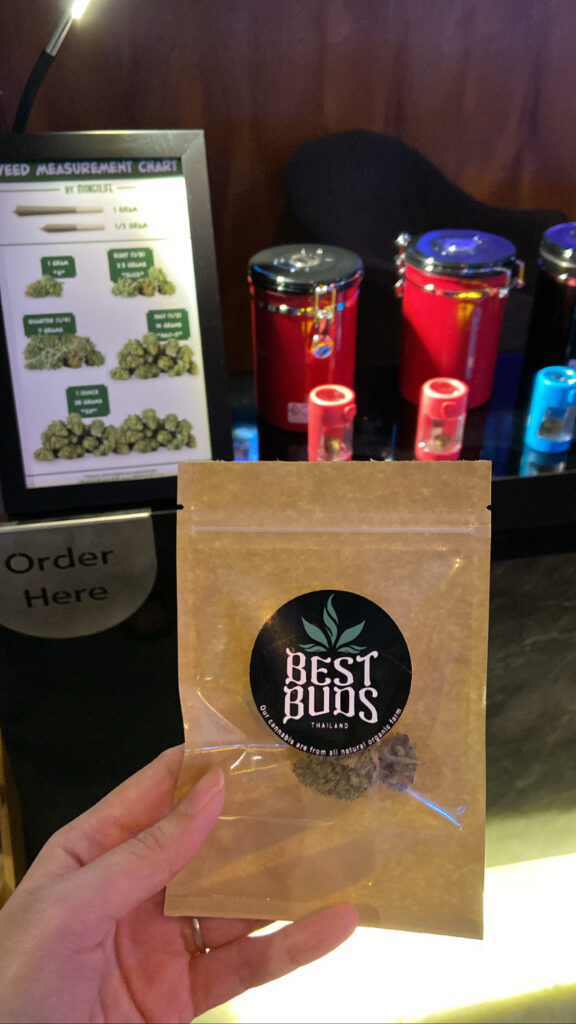 WEED MEASUREMENT CHART
1 GRAM
1/2 GRAM
1 GRAM
EIGHT (1/8)
3.5 GRAMS
QUARTER (1/4)
7 GRAMS
HALF (1/2)
14 GRAMS
1 OUNCE
28 GRAMS
Order
Here
BEST
BUDS
THAILAND
Our cannabis are from all natural organic farm